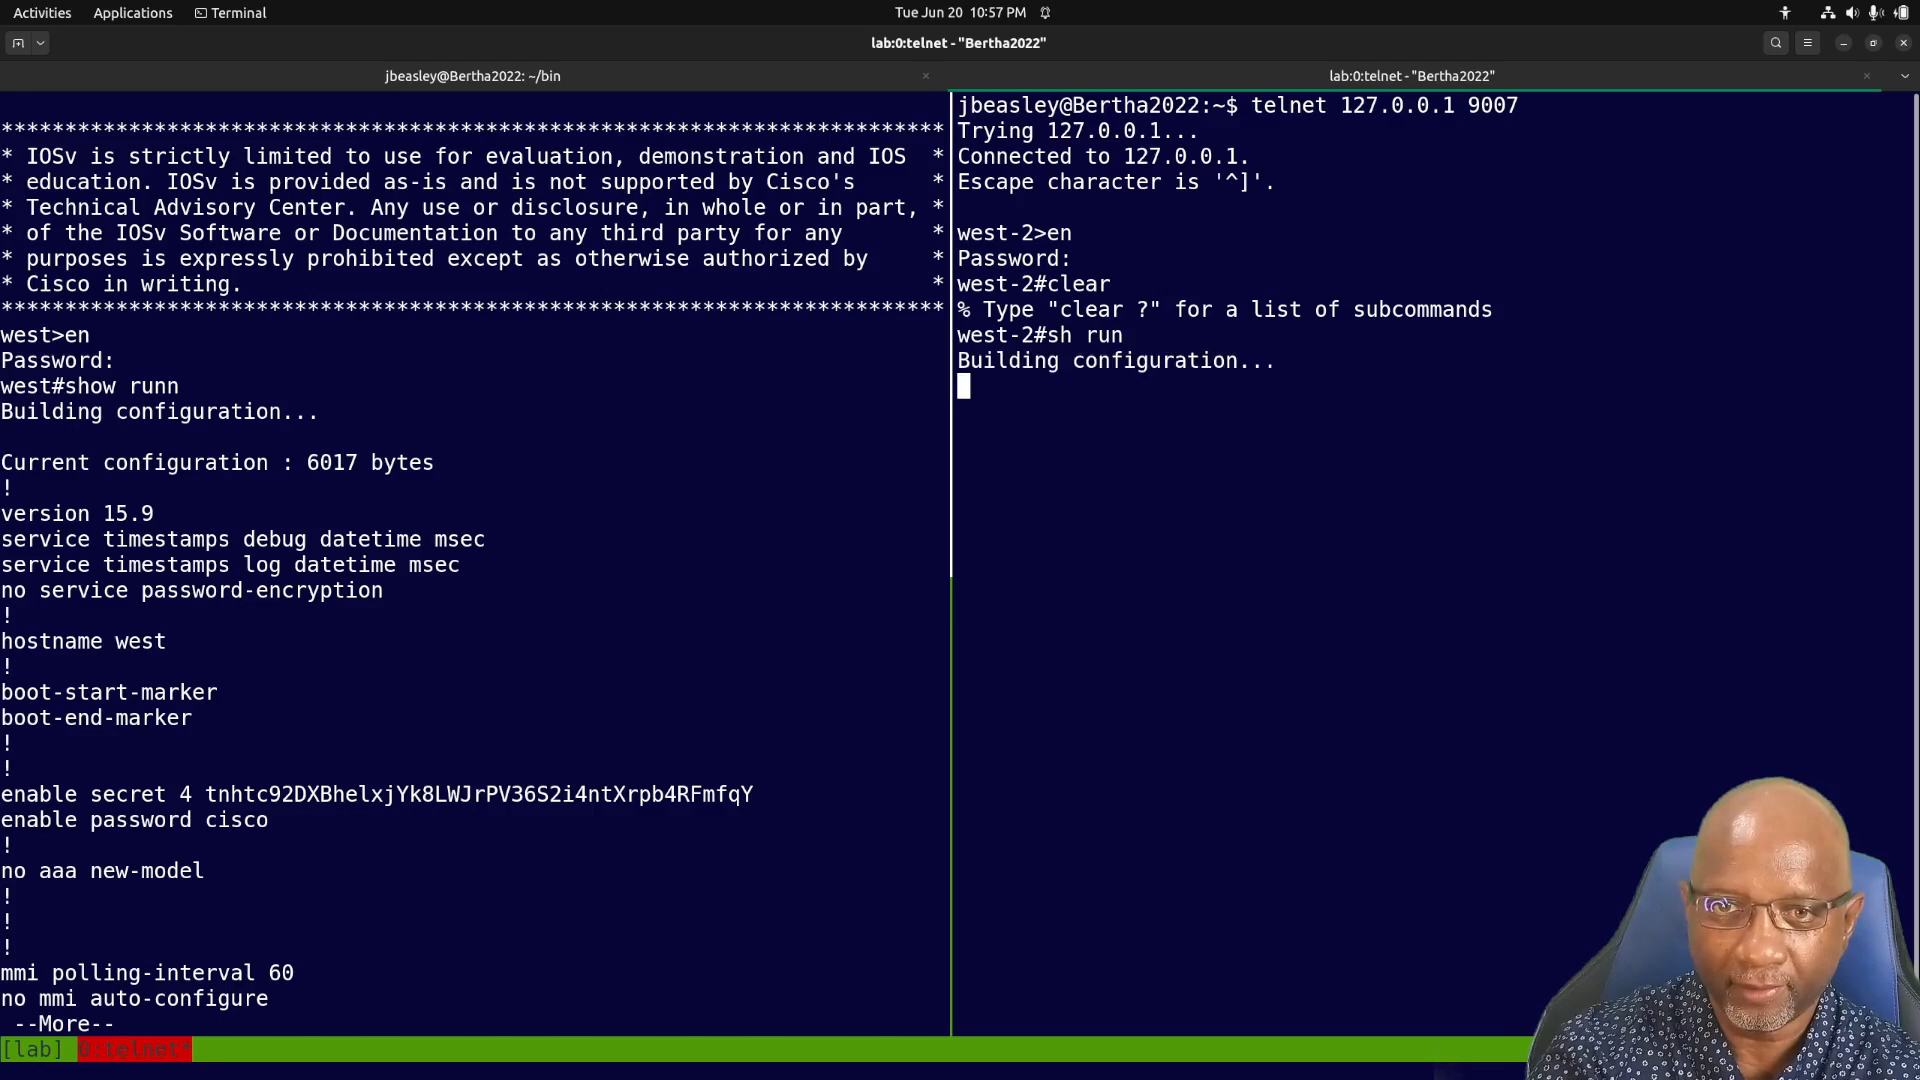 Activities Applications Terminal Tue Jun 20 10:57 PM
lab:0:telnet - "Bertha2022"
jbeasley@Bertha2022: ~/bin
lab:0:telnet - "Bertha2022"
**************************************************************************
* IOSv is strictly limited to use for evaluation, demonstration and IOS *
* education. IOSv is provided as-is and is not supported by Cisco's *
* Technical Advisory Center. Any use or disclosure, in whole or in part, *
* of the IOSv Software or Documentation to any third party for any *
* purposes is expressly prohibited except as otherwise authorized by *
* Cisco in writing. *
**************************************************************************
west>en
Password:
west#show runn
Building configuration...
Current configuration : 6017 bytes
!
version 15.9
service timestamps debug datetime msec
service timestamps log datetime msec
no service password-encryption
!
hostname west
!
boot-start-marker
boot-end-marker
!
!
enable secret 4 tnhtc92DXBhelxjYk8LWJrPV36S2i4ntXrpb4RFmfqY
enable password cisco
!
no aaa new-model
!
!
!
mmi polling-interval 60
no mmi auto-configure
--More--
jbeasley@Bertha2022:~$ telnet 127.0.0.1 9007
Trying 127.0.0.1...
Connected to 127.0.0.1.
Escape character is '^]'.
west-2>en
Password:
west-2#clear
% Type "clear ?" for a list of subcommands
west-2#sh run
Building configuration...
[lab] 0:telnet*